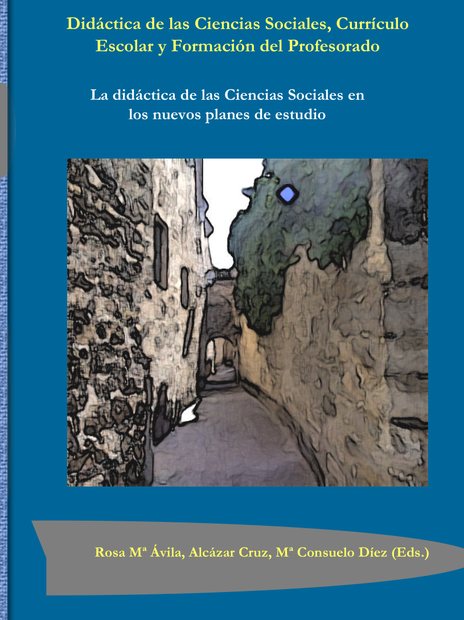 Didáctica de las Ciencias Sociales, Currículo
Escolar y Formación del Profesorado
La didáctica de las Ciencias Sociales en
los nuevos planes de estudio
Rosa Mª Ávila, Alcázar Cruz, Mª Consuelo Díez (Eds.)